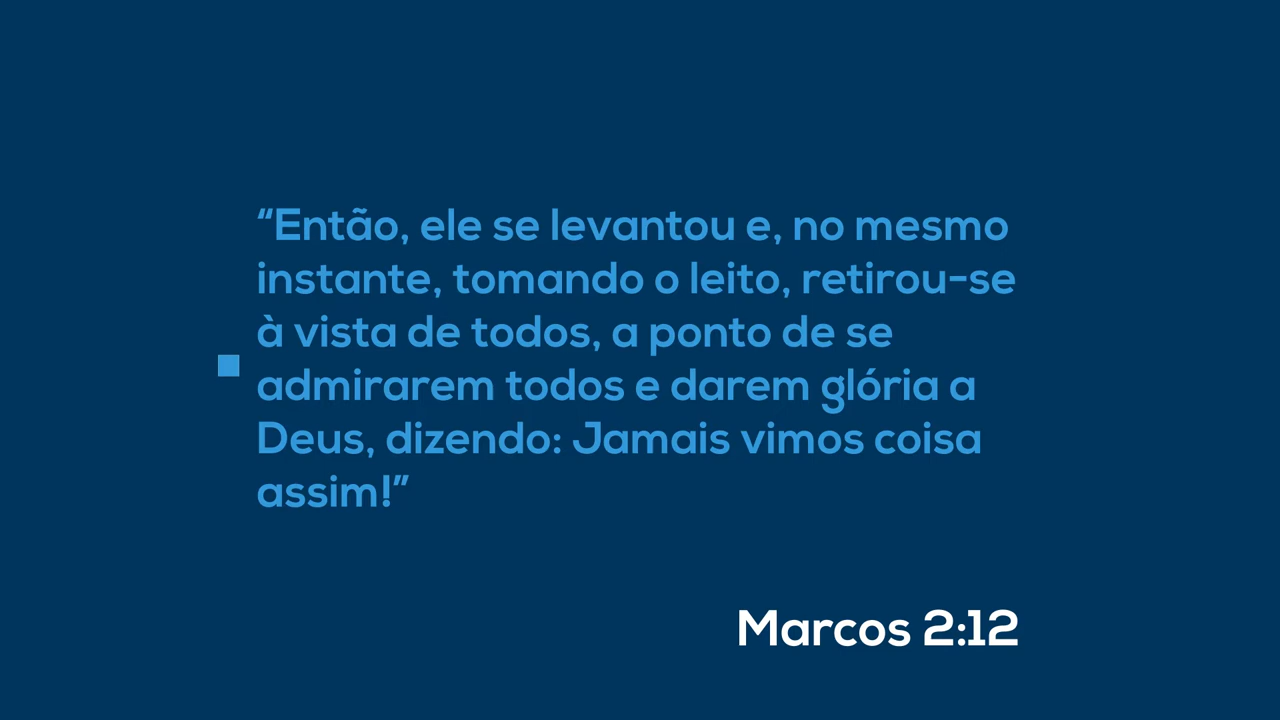 “Então, ele se levantou e, no mesmo
instante, tomando o leito, retirou-se
à vista de todos, a ponto de se
admirarem todos e darem glória a
Deus, dizendo: Jamais vimos coisa
assim!”
Marcos 2:12